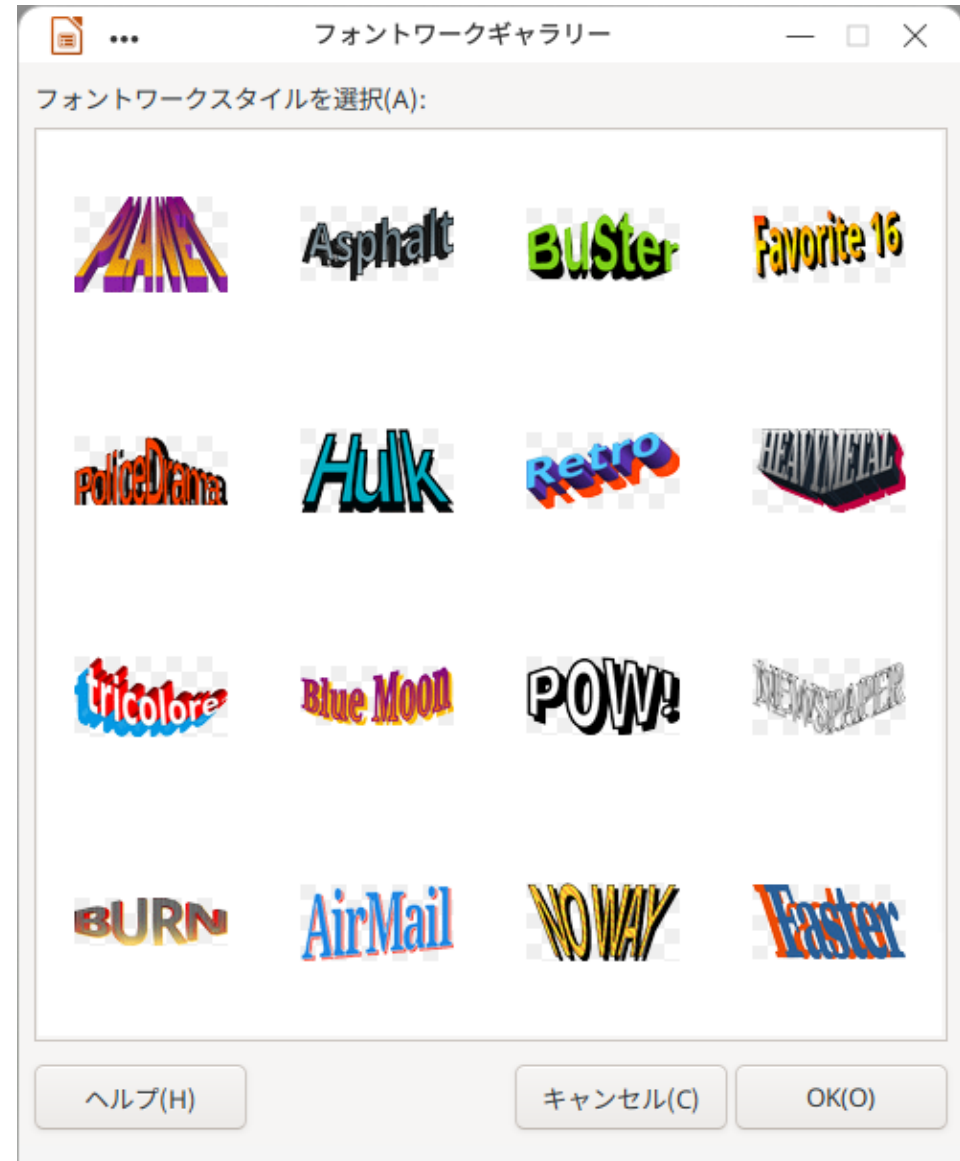 フォントワークギャラリー
フォントワークスタイルを選択(A):
PLANET Asphalt BUSter Favorite 16
PoliceDrama Hulk Retro HEAVIMETAL
tricolore Blue Moon POW! NEWSPAPER
BURN AirMail NO WAY Faster
ヘルプ(H) キャンセル(C) OK(O)